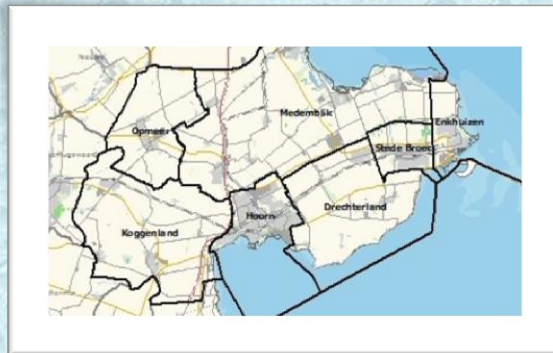 Medemblik
Enkhuizen
Opmeer
Stede Broec
Drechterland
Hoorn
Koggenland